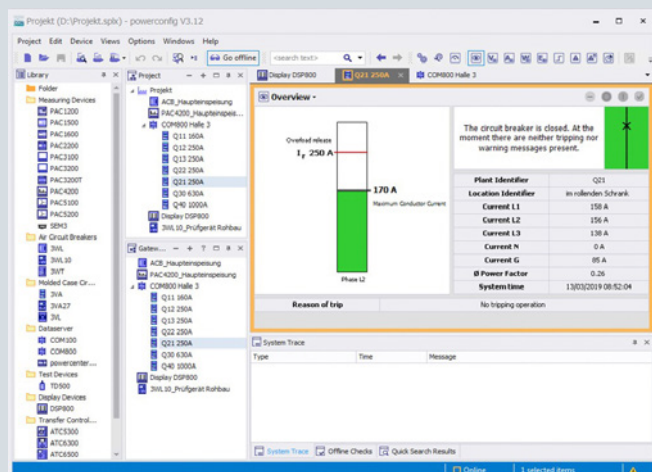 Projekt (D:\Projekt.splx) - powerconfig V3.12
Project Edit Device Views Options Windows Help
Go offline
<search text>
Library
Folder
Measuring Devices
PAC1200
PAC1500
PAC1600
PAC2200
PAC3100
PAC3200
PAC3200T
PAC4200
PAC5100
PAC5200
SEM3
Air Circuit Breakers
3WL
3WL10
3WT
Molded Case Cir...
3VA
3VA27
3VL
Dataserver
COM100
COM800
powercenter...
Test Devices
TD500
Display Devices
DSP800
Transfer Control...
ATC5300
ATC6300
ATC6500
Project
Projekt
ACB_Haupteinspeisung
PAC4200_Haupteinspeis...
COM800 Halle 3
Q11 160A
Q12 250A
Q13 250A
Q22 250A
Q21 250A
Q30 630A
Q40 1000A
Display DSP800
3WL10_Prüfgerät Rohbau
Gatew...
ACB_Haupteinspeisung
PAC4200_Haupteinspeisung
COM800 Halle 3
Q11 160A
Q12 250A
Q13 250A
Q22 250A
Q21 250A
Q30 630A
Q40 1000A
Display DSP800
3WL10_Prüfgerät Rohbau
Display DSP800
Q21 250A
COM800 Halle 3
Overview
Overload release
Ir 250 A
170 A
Maximum Conductor Current
Phase L2
The circuit breaker is closed. At the
moment there are neither tripping nor
warning messages present.
Plant Identifier Q21
Location Identifier im rollenden Schrank
Current L1 158 A
Current L2 156 A
Current L3 138 A
Current N 0 A
Current G 85 A
Ø Power Factor 0.26
System time 13/03/2019 08:52:04
Reason of trip No tripping operation
System Trace
Type Time Message
System Trace Offline Checks Quick Search Results
Online 1 selected items